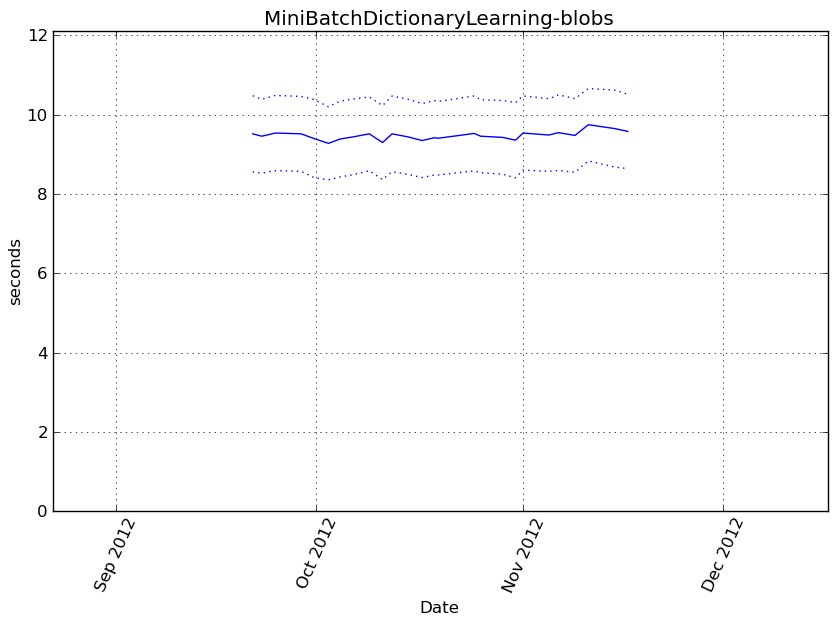 MiniBatchDictionaryLearning-blobs
12
10
8
6
4
2
0
seconds
Sep 2012
Oct 2012
Nov 2012
Dec 2012
Date